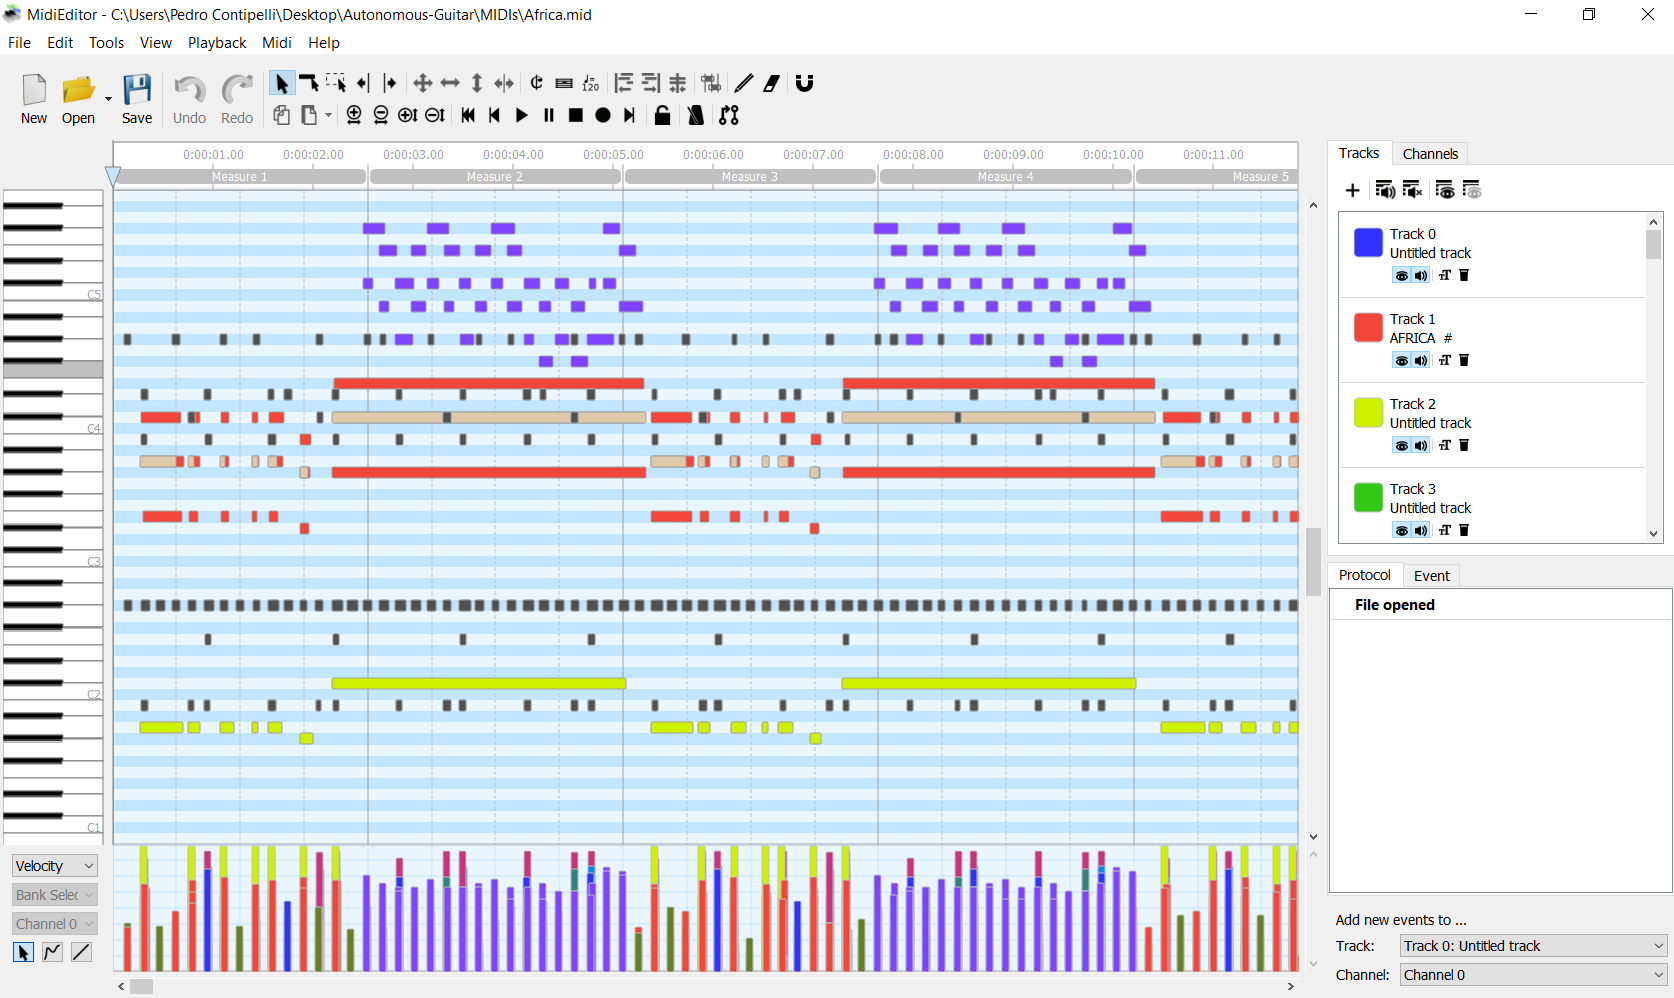 MidiEditor - C:\Users\Pedro Contipelli\Desktop\Autonomous-Guitar\MIDIs\Africa.mid
File Edit Tools View Playback Midi Help
New Open Save Undo Redo
0:00:01.00 0:00:02.00 0:00:03.00 0:00:04.00 0:00:05.00 0:00:06.00 0:00:07.00 0:00:08.00 0:00:09.00 0:00:10.00 0:00:11.00
Measure 1 Measure 2 Measure 3 Measure 4 Measure 5
C5
C4
C3
C2
C1
Velocity
Bank Selec
Channel 0
Tracks Channels
Track 0
Untitled track
Track 1
AFRICA #
Track 2
Untitled track
Track 3
Untitled track
Protocol Event
File opened
Add new events to ...
Track: Track 0: Untitled track
Channel: Channel 0